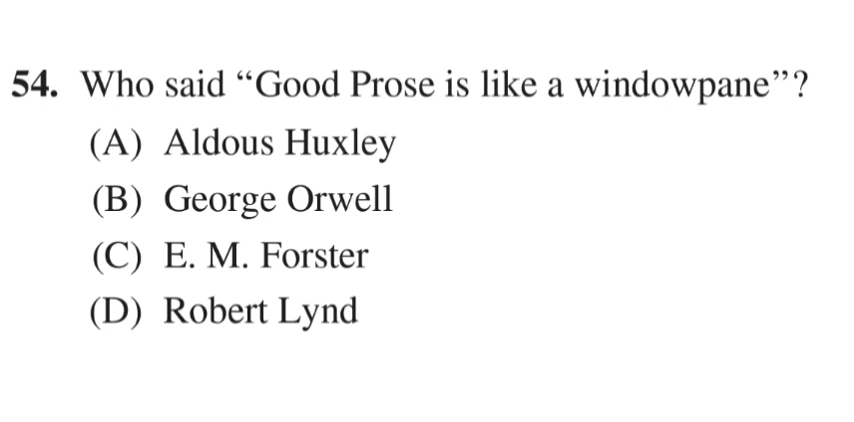 54. Who said “Good Prose is like a windowpane”?
(A) Aldous Huxley
(B) George Orwell
(C) E. M. Forster
(D) Robert Lynd